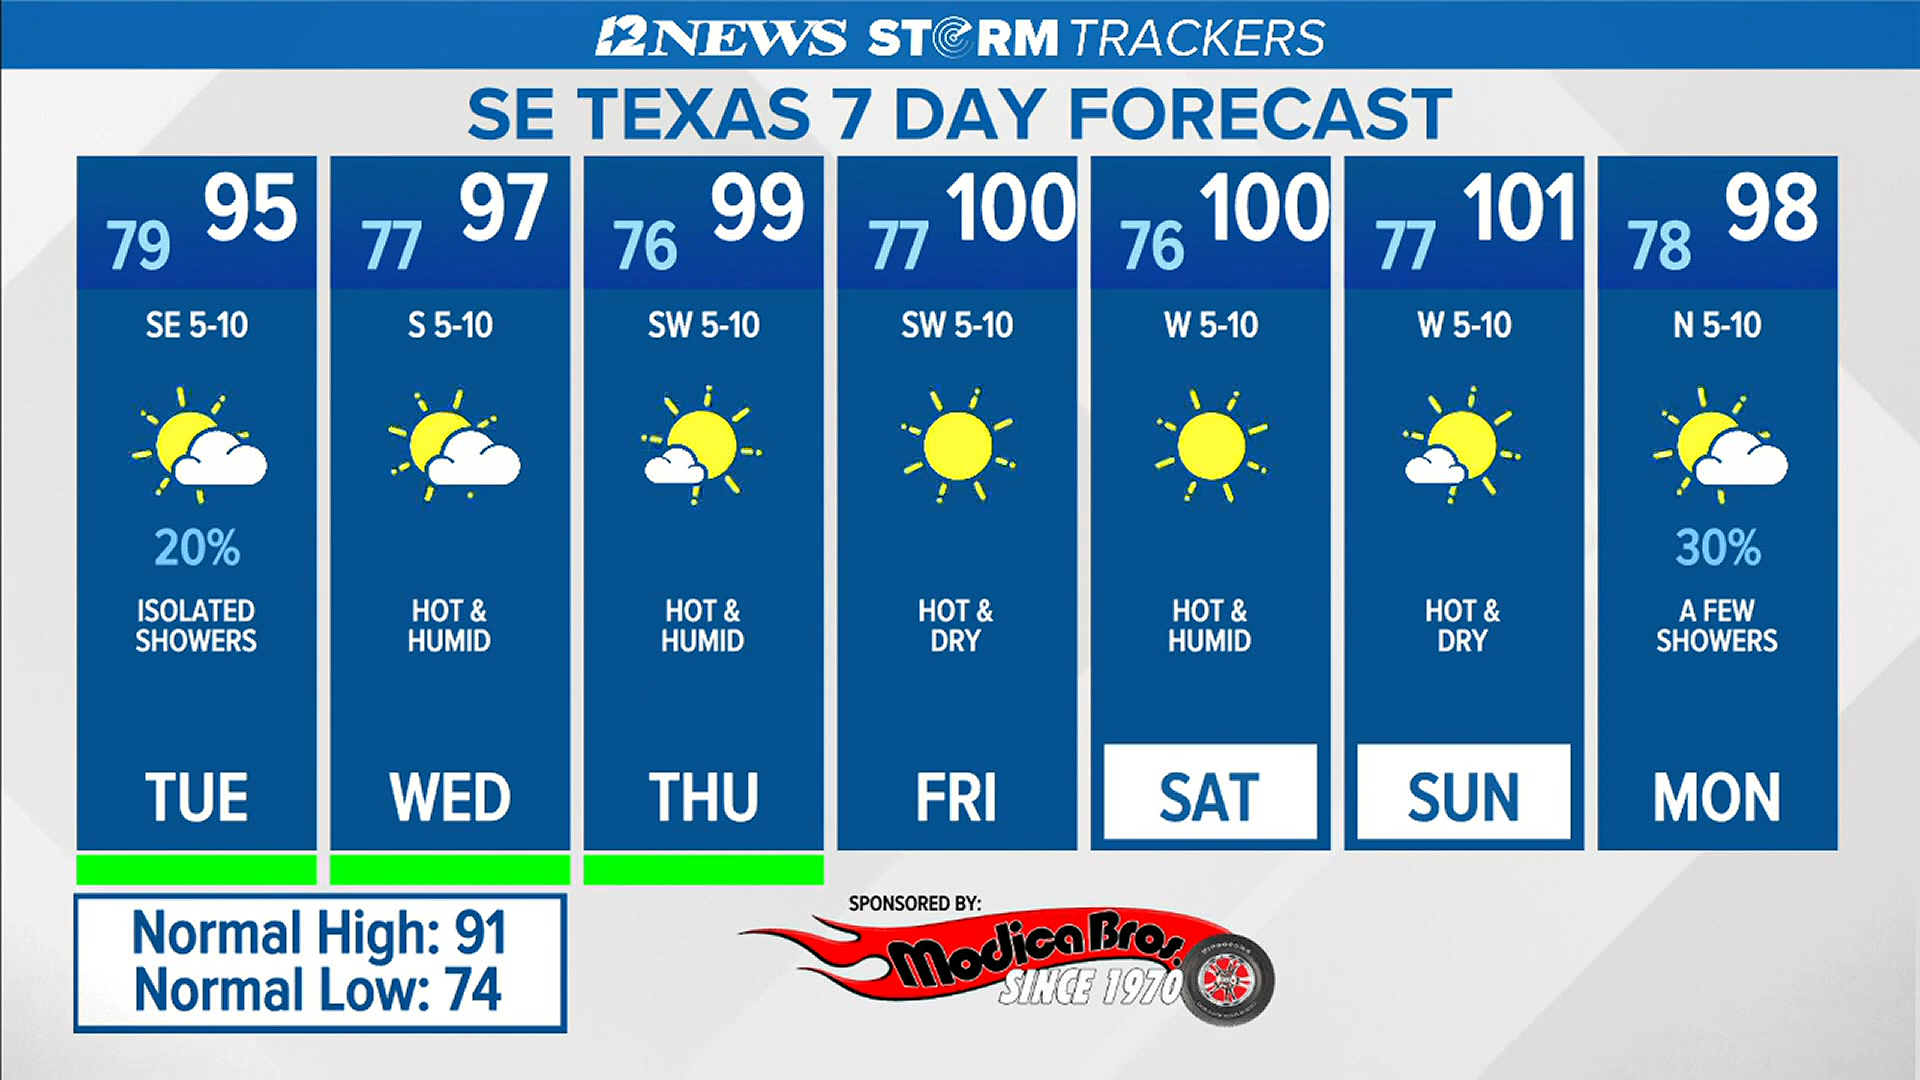 12NEWS STORM TRACKERS
SE TEXAS 7 DAY FORECAST
79 95
SE 5-10
20%
ISOLATED
SHOWERS
TUE
77 97
S 5-10
HOT &
HUMID
WED
76 99
SW 5-10
HOT &
HUMID
THU
77 100
SW 5-10
HOT &
DRY
FRI
76 100
W 5-10
HOT &
HUMID
SAT
77 101
W 5-10
HOT &
DRY
SUN
78 98
N 5-10
30%
A FEW
SHOWERS
MON
Normal High: 91
Normal Low: 74
SPONSORED BY:
Modica Bros.
SINCE 1970